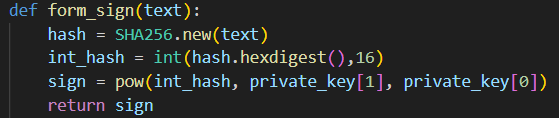 def form_sign(text):
    hash = SHA256.new(text)
    int_hash = int(hash.hexdigest(),16)
    sign = pow(int_hash, private_key[1], private_key[0])
    return sign